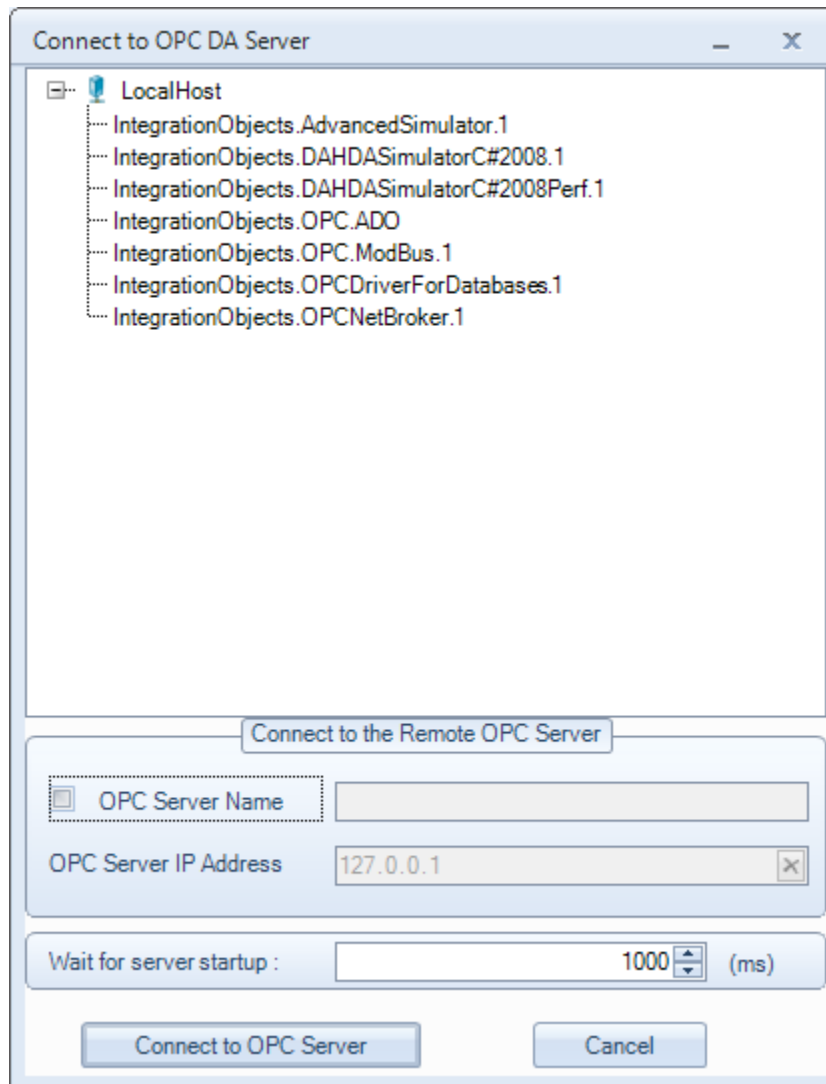 Connect to OPC DA Server
LocalHost
IntegrationObjects.AdvancedSimulator.1
IntegrationObjects.DAHDASimulatorC#2008.1
IntegrationObjects.DAHDASimulatorC#2008Perf.1
IntegrationObjects.OPC.ADO
IntegrationObjects.OPC.ModBus.1
IntegrationObjects.OPCDriverForDatabases.1
IntegrationObjects.OPCNetBroker.1
Connect to the Remote OPC Server
OPC Server Name
OPC Server IP Address 127.0.0.1
Wait for server startup : 1000 (ms)
Connect to OPC Server Cancel